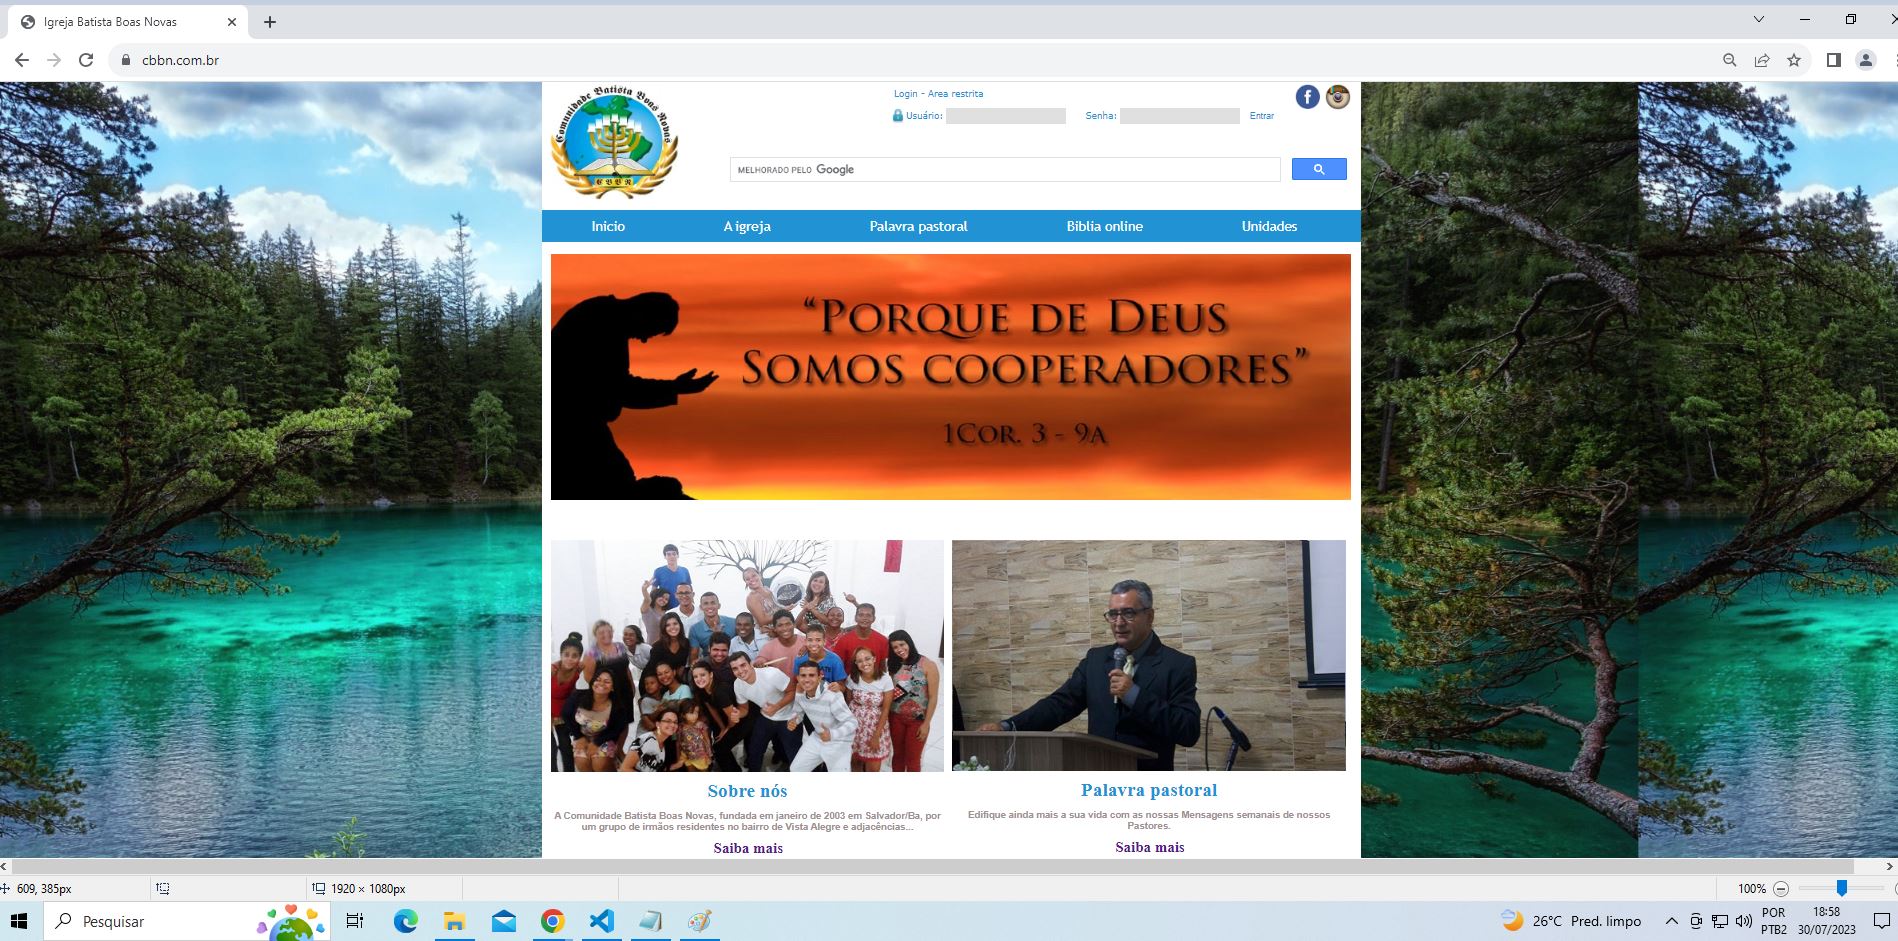 Igreja Batista Boas Novas
cbbn.com.br
Comunidade Batista Boas Novas
CBBN
Login - Area restrita
Usuário:
Senha:
Entrar
MELHORADO PELO Google
Inicio
A igreja
Palavra pastoral
Biblia online
Unidades
“PORQUE DE DEUS
SOMOS COOPERADORES”
1COR. 3 - 9A
Sobre nós
A Comunidade Batista Boas Novas, fundada em janeiro de 2003 em Salvador/Ba, por
um grupo de irmãos residentes no bairro de Vista Alegre e adjacências...
Saiba mais
Palavra pastoral
Edifique ainda mais a sua vida com as nossas Mensagens semanais de nossos
Pastores.
Saiba mais
609, 385px
1920 × 1080px
100%
Pesquisar
26°C Pred. limpo
POR
PTB2
18:58
30/07/2023